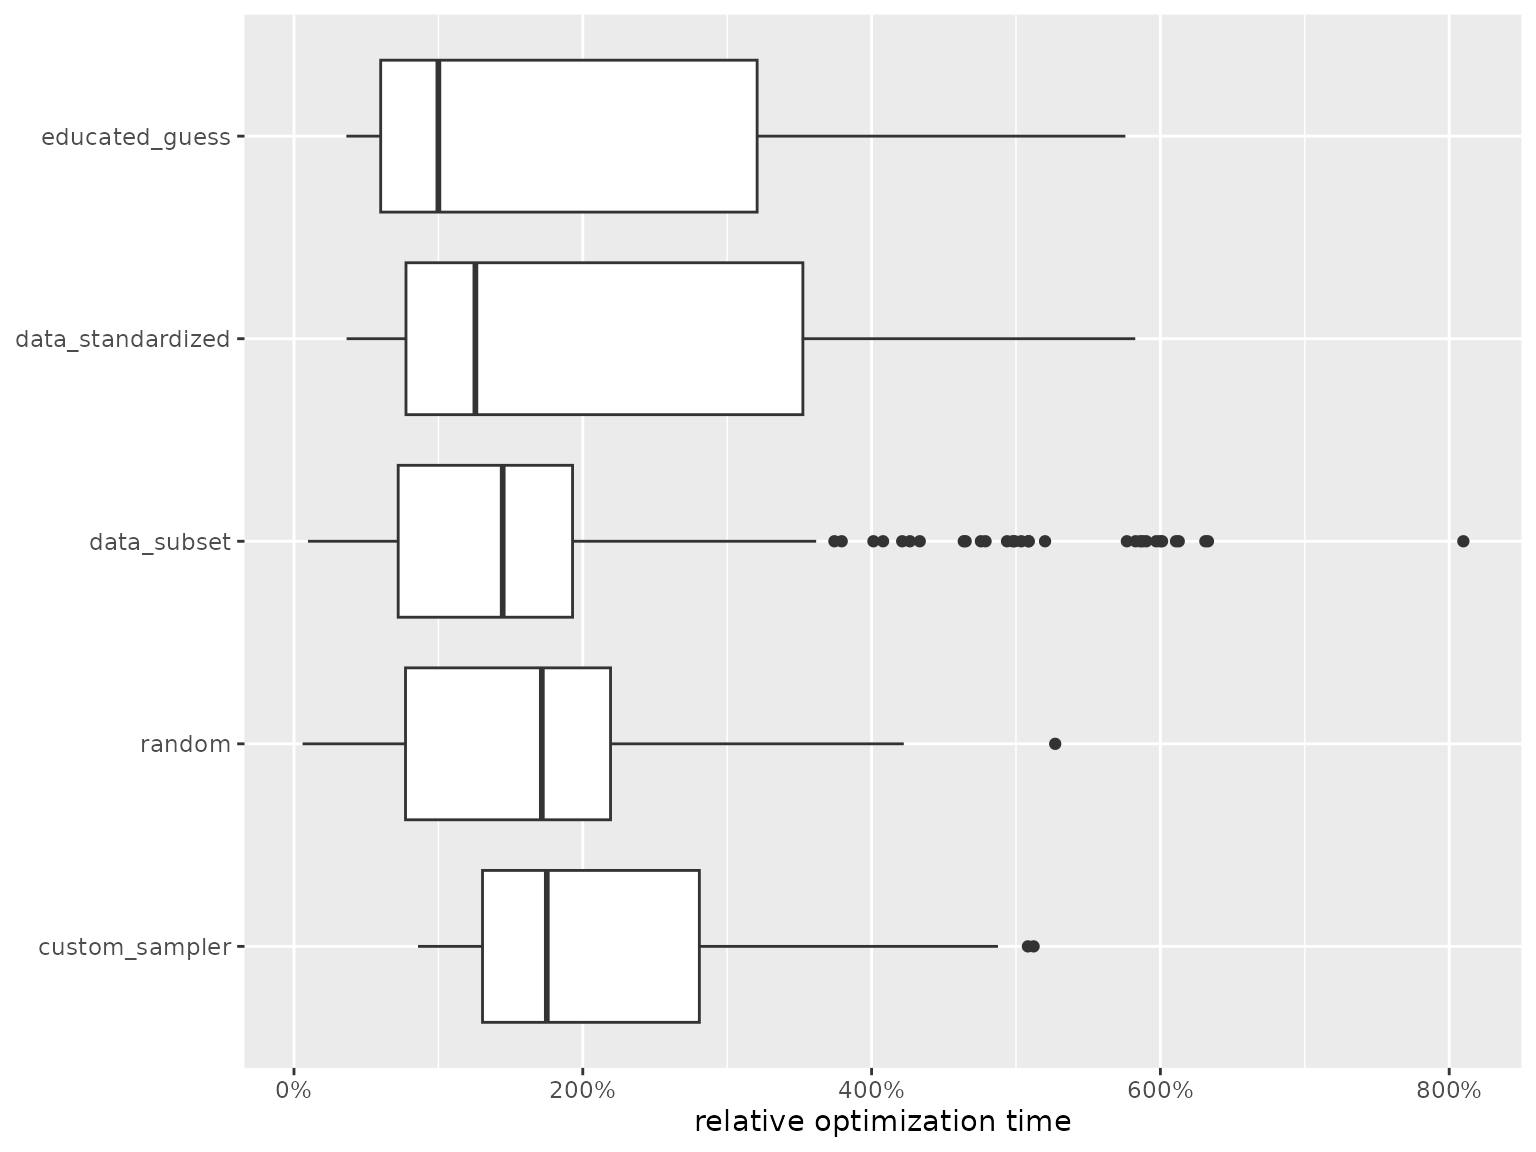 educated_guess
data_standardized
data_subset
random
custom_sampler
0% 200% 400% 600% 800%
relative optimization time